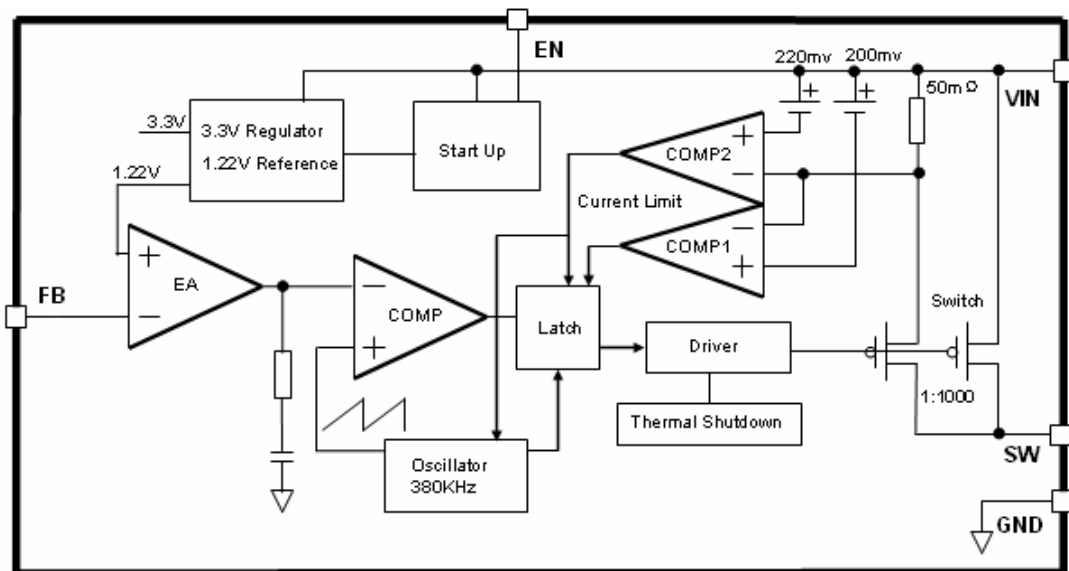 EN
220mv 200mv
+ +
50mΩ
VIN
3.3V
3.3V Regulator
1.22V Reference
Start Up
1.22V
+
COMP2
−
Current Limit
−
COMP1
+
+
EA
−
FB
−
COMP
+
Latch
Driver
Switch
1:1000
Thermal Shutdown
Oscillator
380KHz
SW
GND